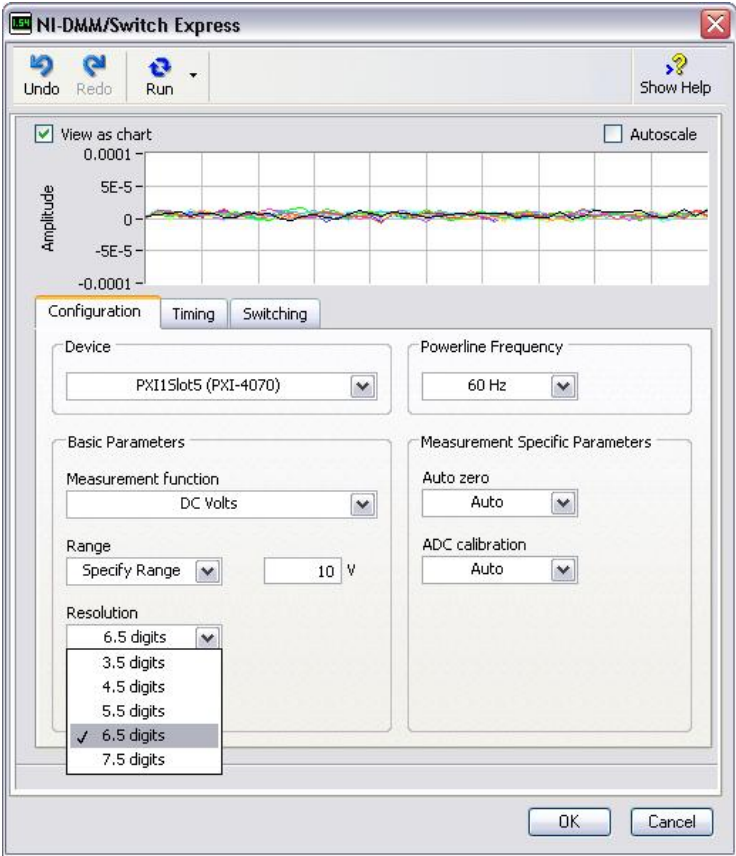 1.54 NI-DMM/Switch Express
Undo Redo Run Show Help
View as chart Autoscale
0.0001
5E-5
0
-5E-5
-0.0001
Amplitude
Configuration Timing Switching
Device
PXI1Slot5 (PXI-4070)
Powerline Frequency
60 Hz
Basic Parameters
Measurement function
DC Volts
Range
Specify Range 10 V
Resolution
6.5 digits
3.5 digits
4.5 digits
5.5 digits
6.5 digits
7.5 digits
Measurement Specific Parameters
Auto zero
Auto
ADC calibration
Auto
OK Cancel